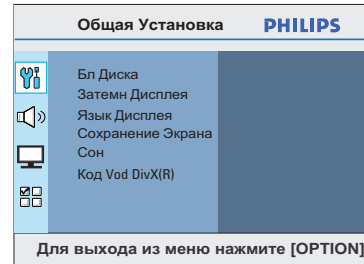 Общая Установка PHILIPS
Бл Диска
Затемн Дисплея
Язык Дисплея
Сохранение Экрана
Сон
Код Vod DivX(R)
Для выхода из меню нажмите [OPTION]